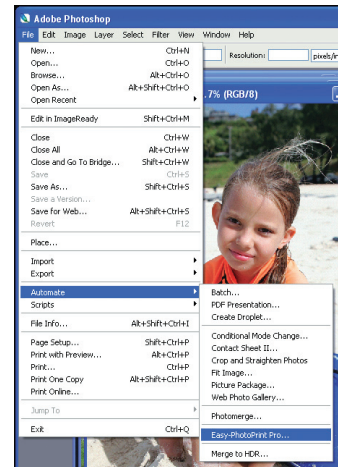 Adobe Photoshop
File Edit Image Layer Select Filter View Window Help
Resolution: pixels/in
.7% (RGB/8)
New... Ctrl+N
Open... Ctrl+O
Browse... Alt+Ctrl+O
Open As... Alt+Shift+Ctrl+O
Open Recent
Edit in ImageReady Shift+Ctrl+M
Close Ctrl+W
Close All Alt+Ctrl+W
Close and Go To Bridge... Shift+Ctrl+W
Save Ctrl+S
Save As... Shift+Ctrl+S
Save a Version...
Save for Web... Alt+Shift+Ctrl+S
Revert F12
Place...
Import
Export
Automate
Scripts
File Info... Alt+Shift+Ctrl+I
Page Setup... Shift+Ctrl+P
Print with Preview... Alt+Ctrl+P
Print... Ctrl+P
Print One Copy Alt+Shift+Ctrl+P
Print Online...
Jump To
Exit Ctrl+Q
Batch...
PDF Presentation...
Create Droplet...
Conditional Mode Change...
Contact Sheet II...
Crop and Straighten Photos
Fit Image...
Picture Package...
Web Photo Gallery...
Photomerge...
Easy-PhotoPrint Pro...
Merge to HDR...